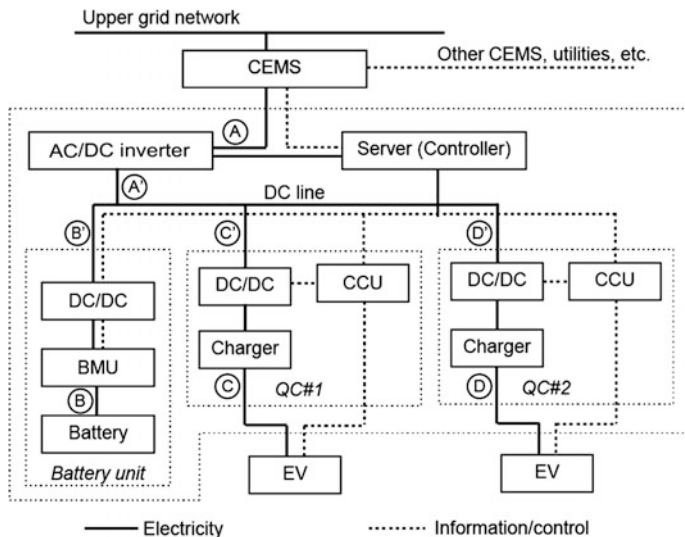 Upper grid network
CEMS
Other CEMS, utilities, etc.
A
AC/DC inverter
Server (Controller)
A'
DC line
B'
C'
D'
DC/DC
DC/DC
CCU
DC/DC
CCU
BMU
Charger
Charger
B
C
QC#1
D
QC#2
Battery
Battery unit
EV
EV
Electricity
Information/control